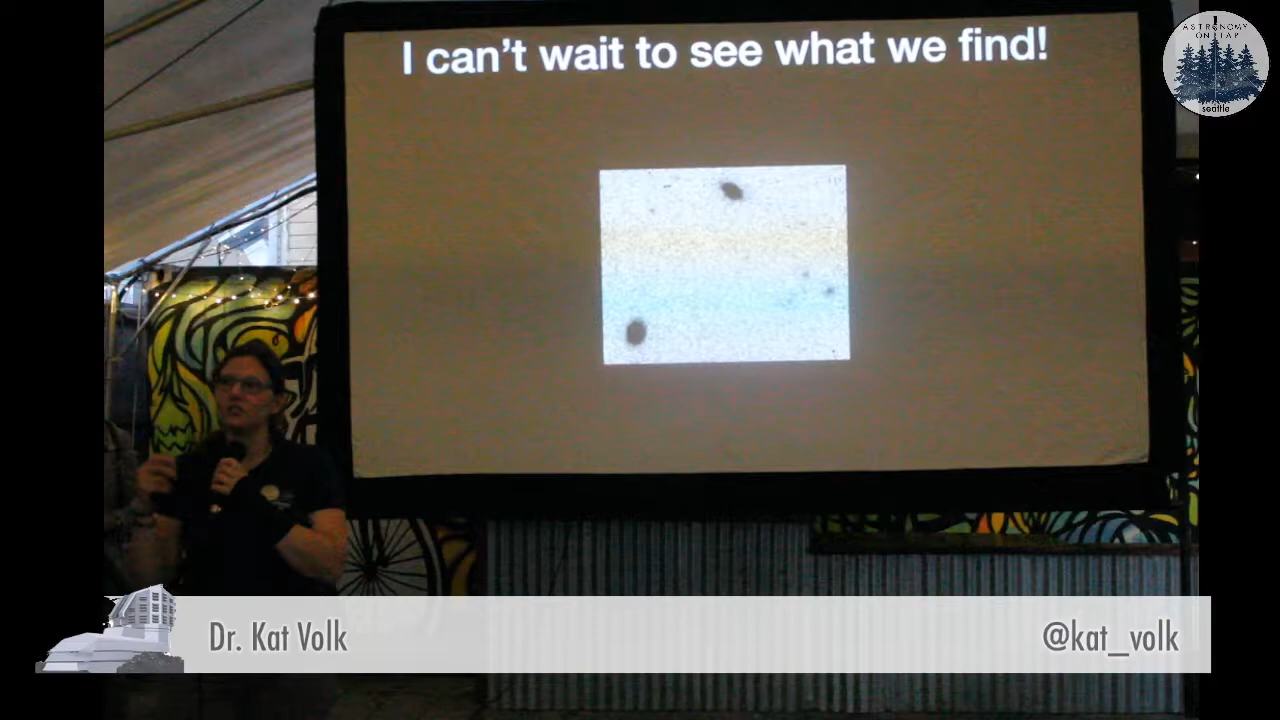 I can't wait to see what we find!
ASTRONOMY
ON TAP
seattle
Dr. Kat Volk
@kat_volk